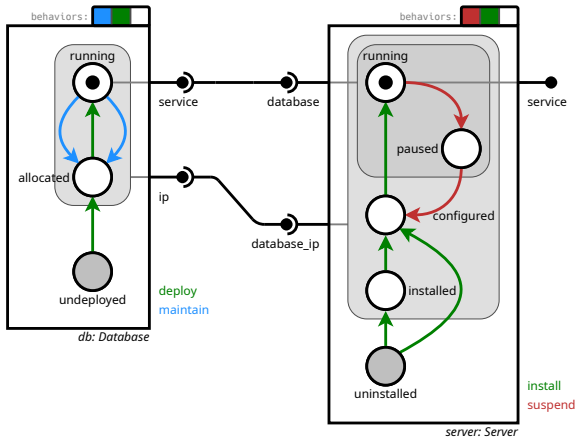 behaviors:
behaviors:
running
running
service
database
service
paused
allocated
ip
configured
database_ip
undeployed
deploy
installed
maintain
db: Database
uninstalled
install
suspend
server: Server